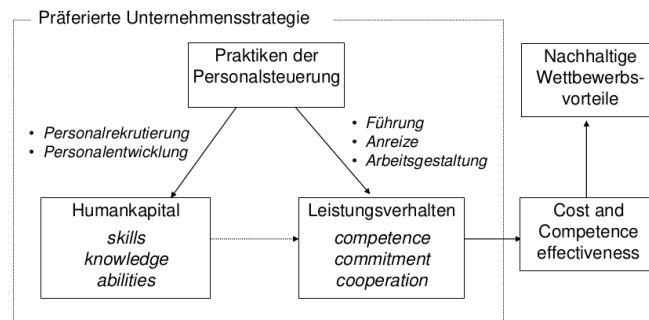 Präferierte Unternehmensstrategie
Praktiken der
Personalsteuerung
Nachhaltige
Wettbewerbs-
vorteile
• Personalrekrutierung
• Personalentwicklung
• Führung
• Anreize
• Arbeitsgestaltung
Humankapital
skills
knowledge
abilities
Leistungsverhalten
competence
commitment
cooperation
Cost and
Competence
effectiveness